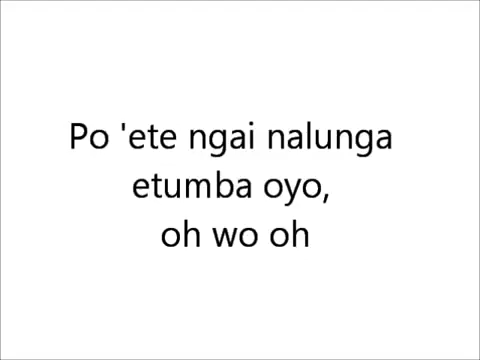 Po 'ete ngai nalunga
etumba oyo,
oh wo oh